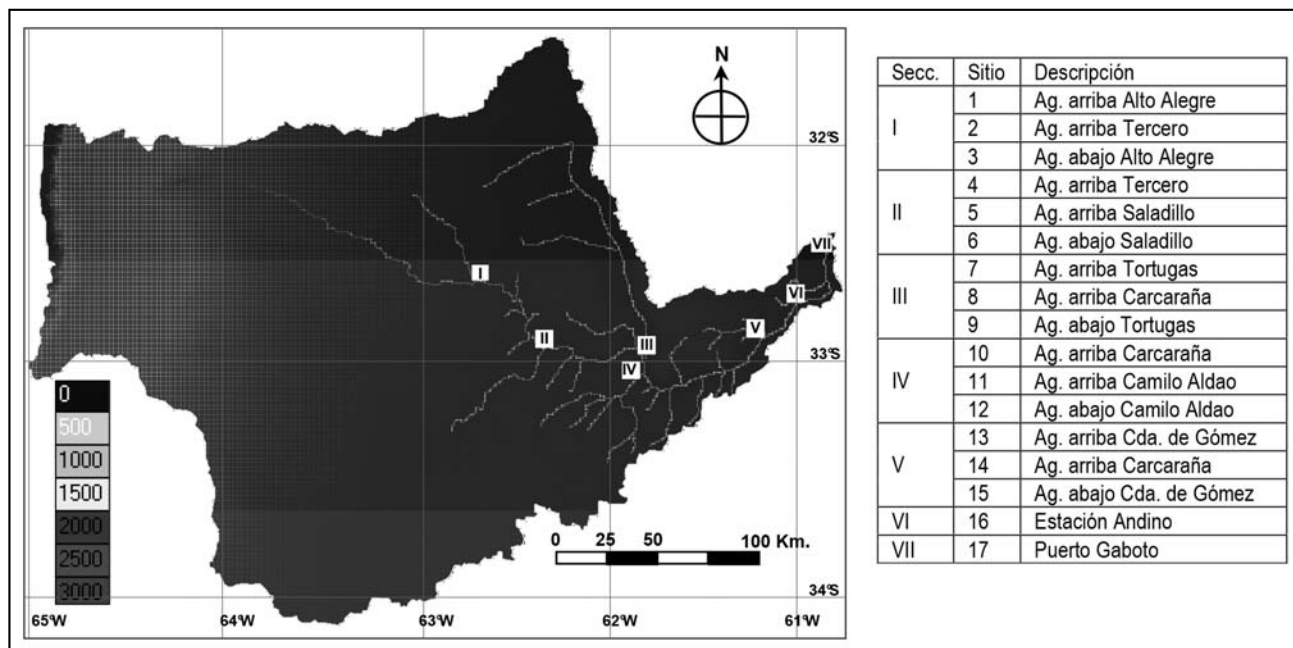 N
32°S
33°S
34°S
65°W 64°W 63°W 62°W 61°W
I
II
III
IV
V
VI
VII
0
500
1000
1500
2000
2500
3000
0 25 50 100 Km.
Secc. Sitio Descripción
I
1 Ag. arriba Alto Alegre
2 Ag. arriba Tercero
3 Ag. abajo Alto Alegre
II
4 Ag. arriba Tercero
5 Ag. arriba Saladillo
6 Ag. abajo Saladillo
III
7 Ag. arriba Tortugas
8 Ag. arriba Carcaraña
9 Ag. abajo Tortugas
IV
10 Ag. arriba Carcaraña
11 Ag. arriba Camilo Aldao
12 Ag. abajo Camilo Aldao
V
13 Ag. arriba Cda. de Gómez
14 Ag. arriba Carcaraña
15 Ag. abajo Cda. de Gómez
VI 16 Estación Andino
VII 17 Puerto Gaboto